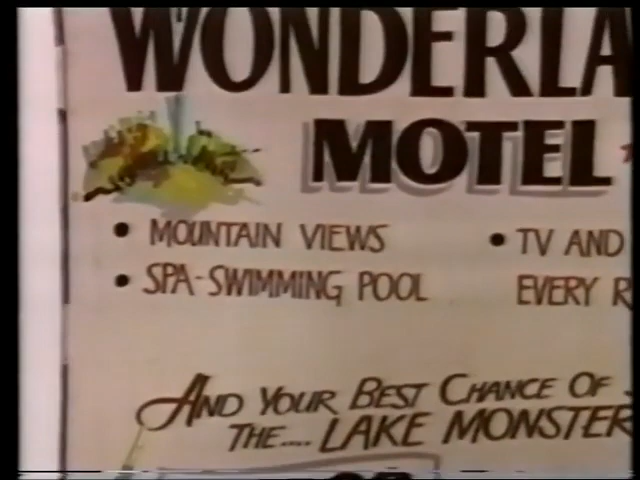 WONDERLA
MOTEL
• MOUNTAIN VIEWS
• SPA-SWIMMING POOL
• TV AND
EVERY R
AND YOUR BEST CHANCE OF
THE.... LAKE MONSTER